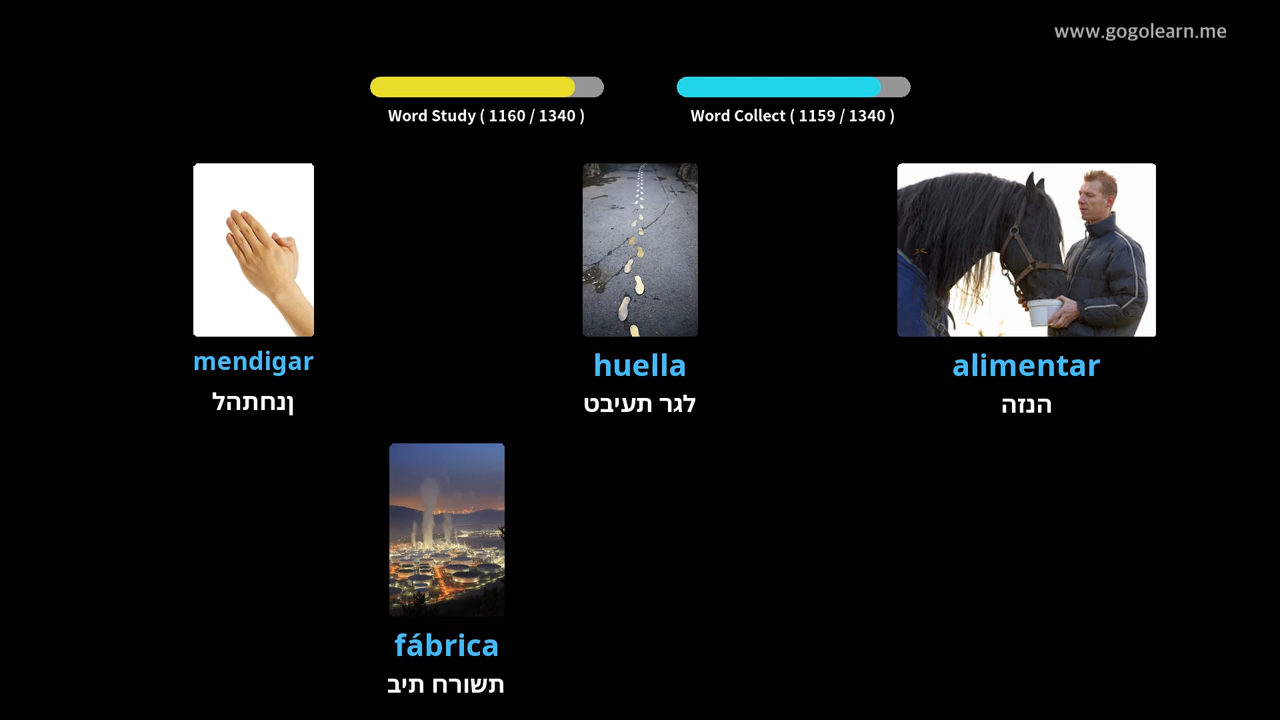 www.gogolearn.me
Word Study ( 1160 / 1340 )
Word Collect ( 1159 / 1340 )
mendigar
ןנחתהל
huella
לגר תעיבט
alimentar
הנזה
fábrica
תשורח תיב